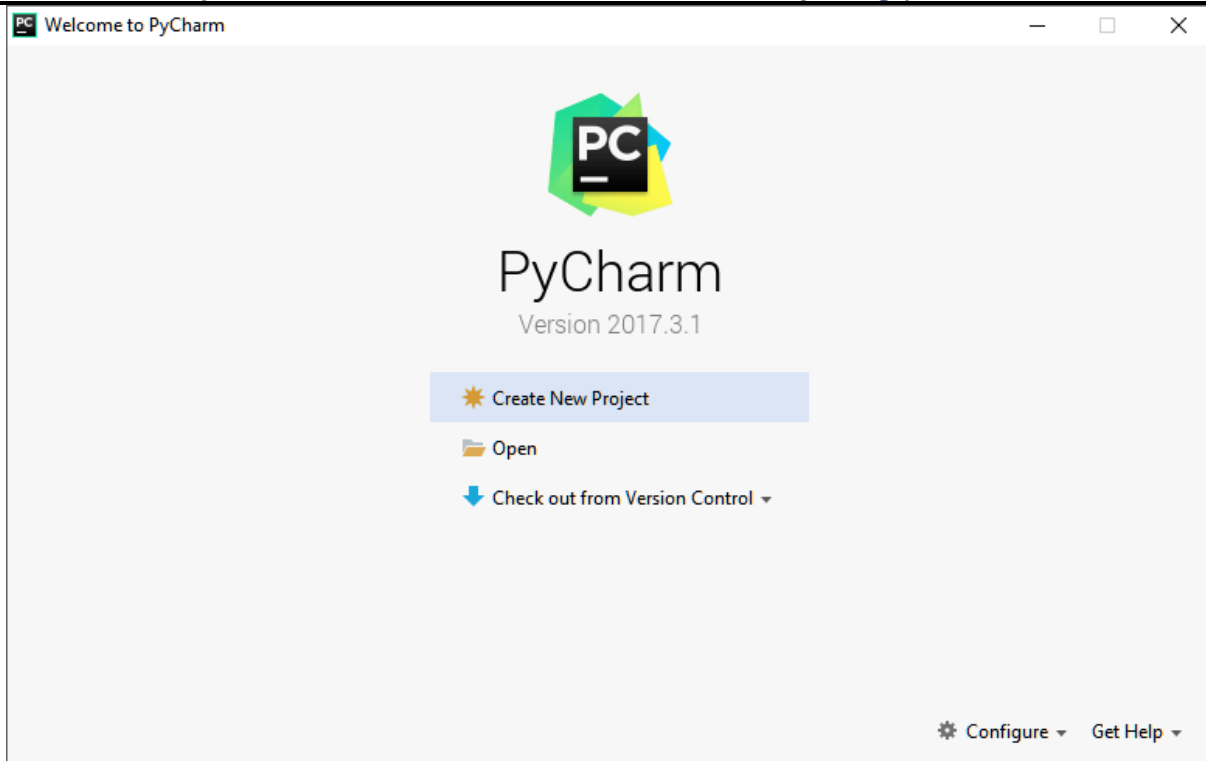 PC Welcome to PyCharm
PC
PyCharm
Version 2017.3.1
Create New Project
Open
Check out from Version Control
Configure Get Help